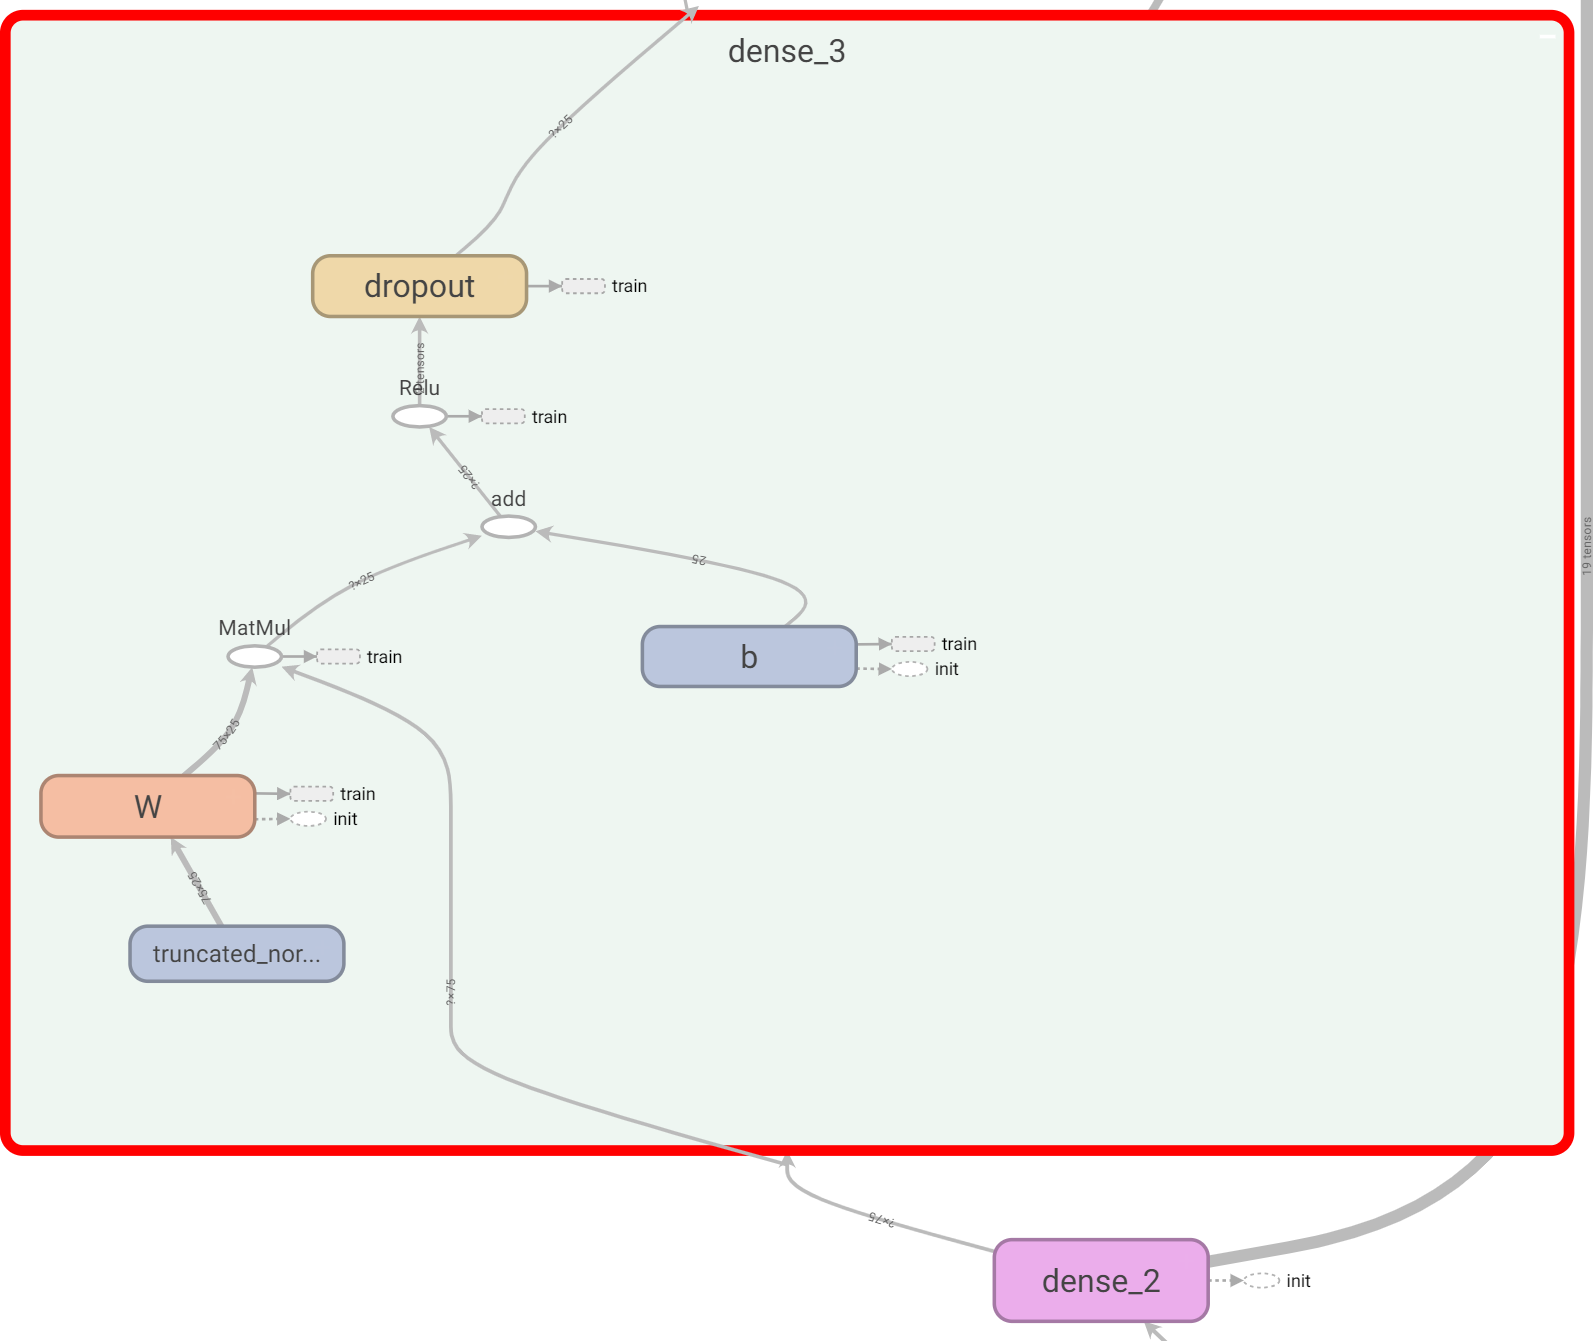 dense_3
?×25
dropout
train
tensors
Relu
train
?×25
add
25
?×25
MatMul
train
b
train
init
75×25
W
train
init
75×25
truncated_nor...
?×75
19 tensors
?×75
dense_2
init